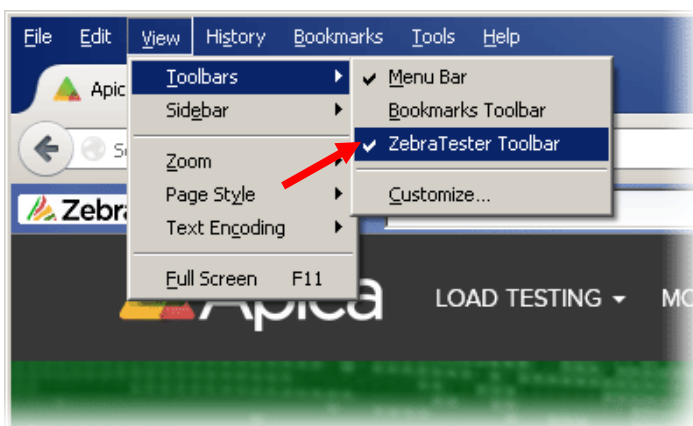 File Edit View History Bookmarks Tools Help
Apic
Toolbars
Sidebar
Zoom
Page Style
Text Encoding
Full Screen F11
Menu Bar
Bookmarks Toolbar
ZebraTester Toolbar
Customize...
Zebra
Apica
LOAD TESTING
MO